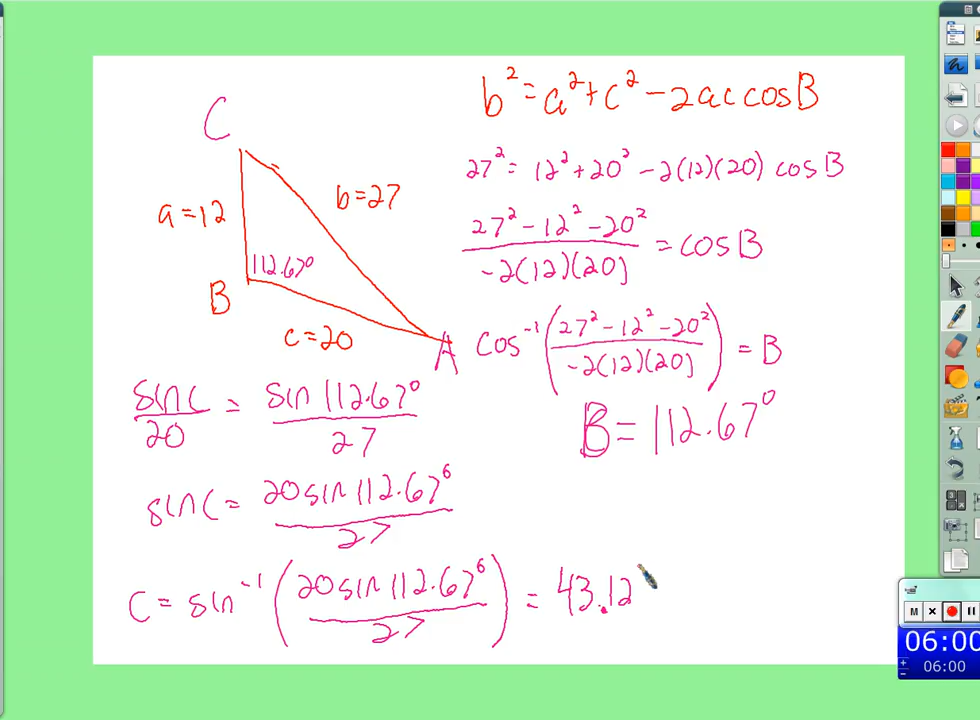 C
a = 12
b = 27
112.67°
B
c = 20
A
b² = a² + c² - 2ac cos B
27² = 12² + 20² - 2(12)(20) cos B
27² - 12² - 20² / -2(12)(20) = cos B
cos⁻¹ (27² - 12² - 20² / -2(12)(20)) = B
B = 112.67°
sin C / 20 = sin 112.67° / 27
sin C = 20 sin 112.67° / 27
C = sin⁻¹ (20 sin 112.67° / 27) = 43.12
M
06:00
06:00